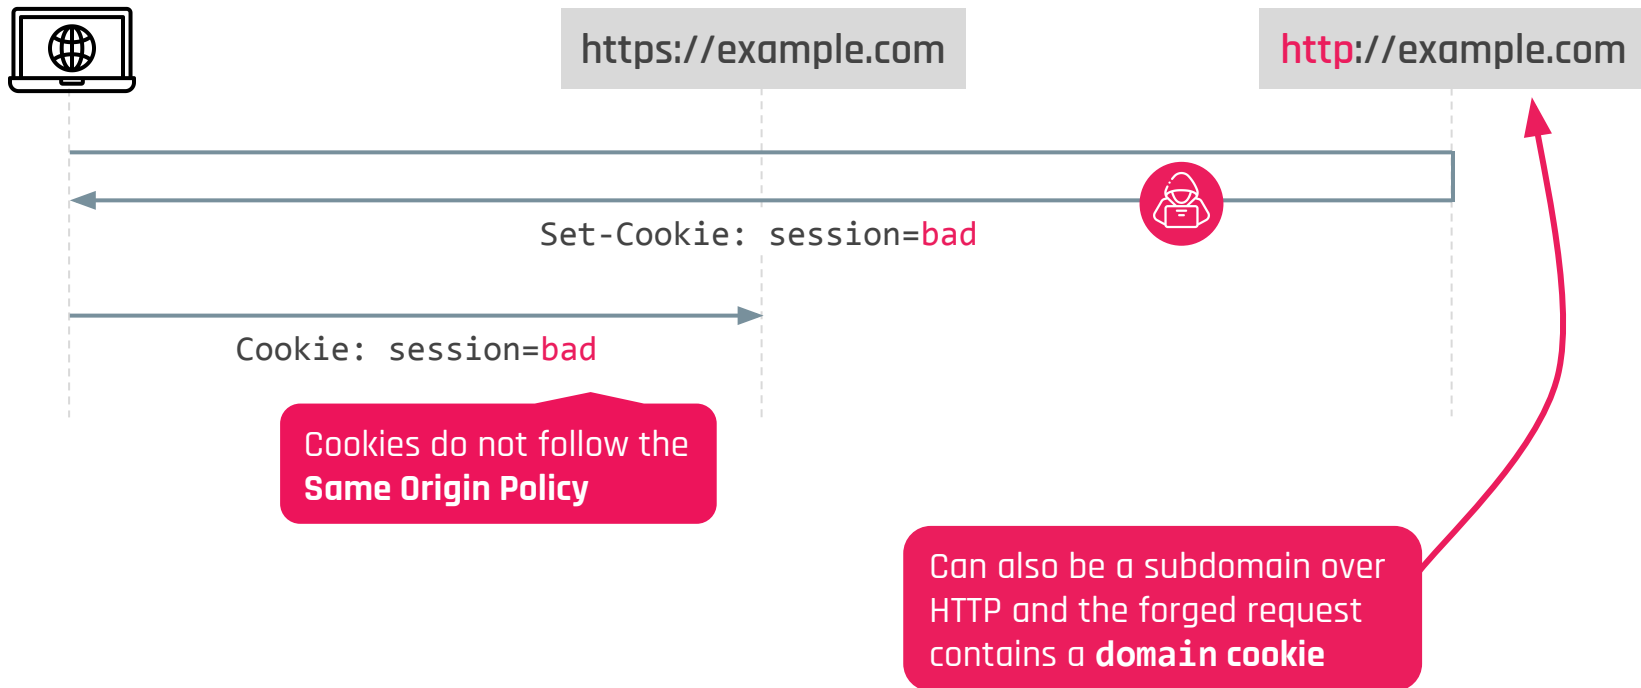 https://example.com
http://example.com
Set-Cookie: session=bad
Cookie: session=bad
Cookies do not follow the
Same Origin Policy
Can also be a subdomain over
HTTP and the forged request
contains a domain cookie